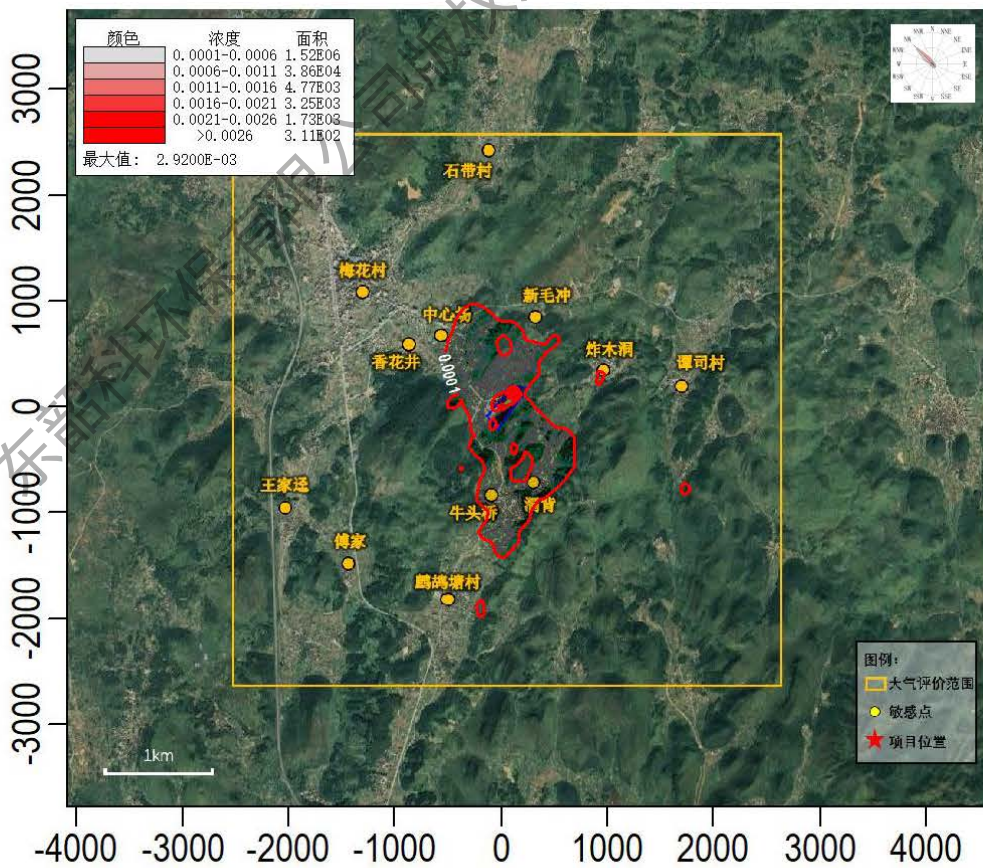 颜色 浓度 面积
0.0001-0.0006 1.52E06
0.0006-0.0011 3.86E04
0.0011-0.0016 4.77E03
0.0016-0.0021 3.25E03
0.0021-0.0026 1.73E03
>0.0026 3.11E02
最大值: 2.9200E-03
石带村
梅花村
新毛冲
中心场
香花井
炸木洞
谭司村
0.0001
王家迳
牛头桥
湾肯
傅家
鹧鸪塘村
图例:
大气评价范围
敏感点
项目位置
1km
3000
2000
1000
0
-1000
-2000
-3000
-4000 -3000 -2000 -1000 0 1000 2000 3000 4000